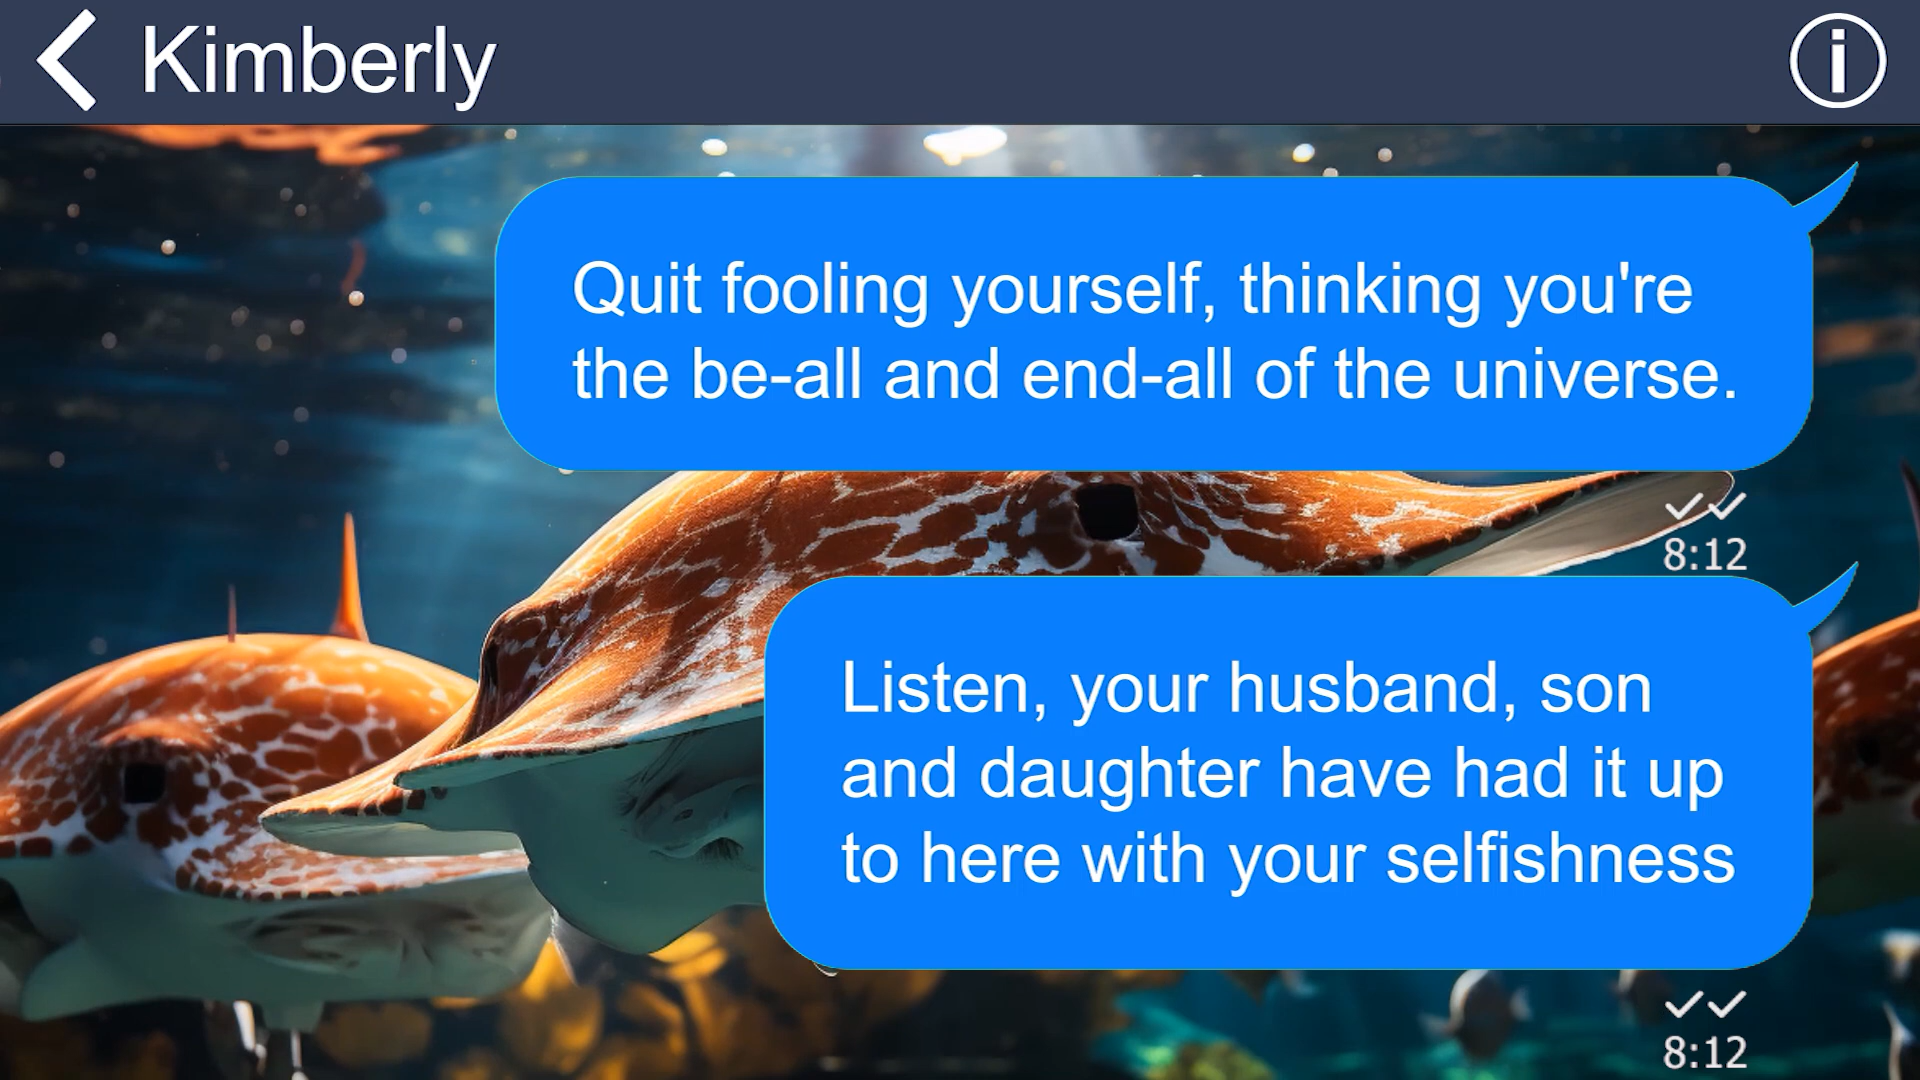 Kimberly
Quit fooling yourself, thinking you're
the be-all and end-all of the universe.
8:12
Listen, your husband, son
and daughter have had it up
to here with your selfishness
8:12